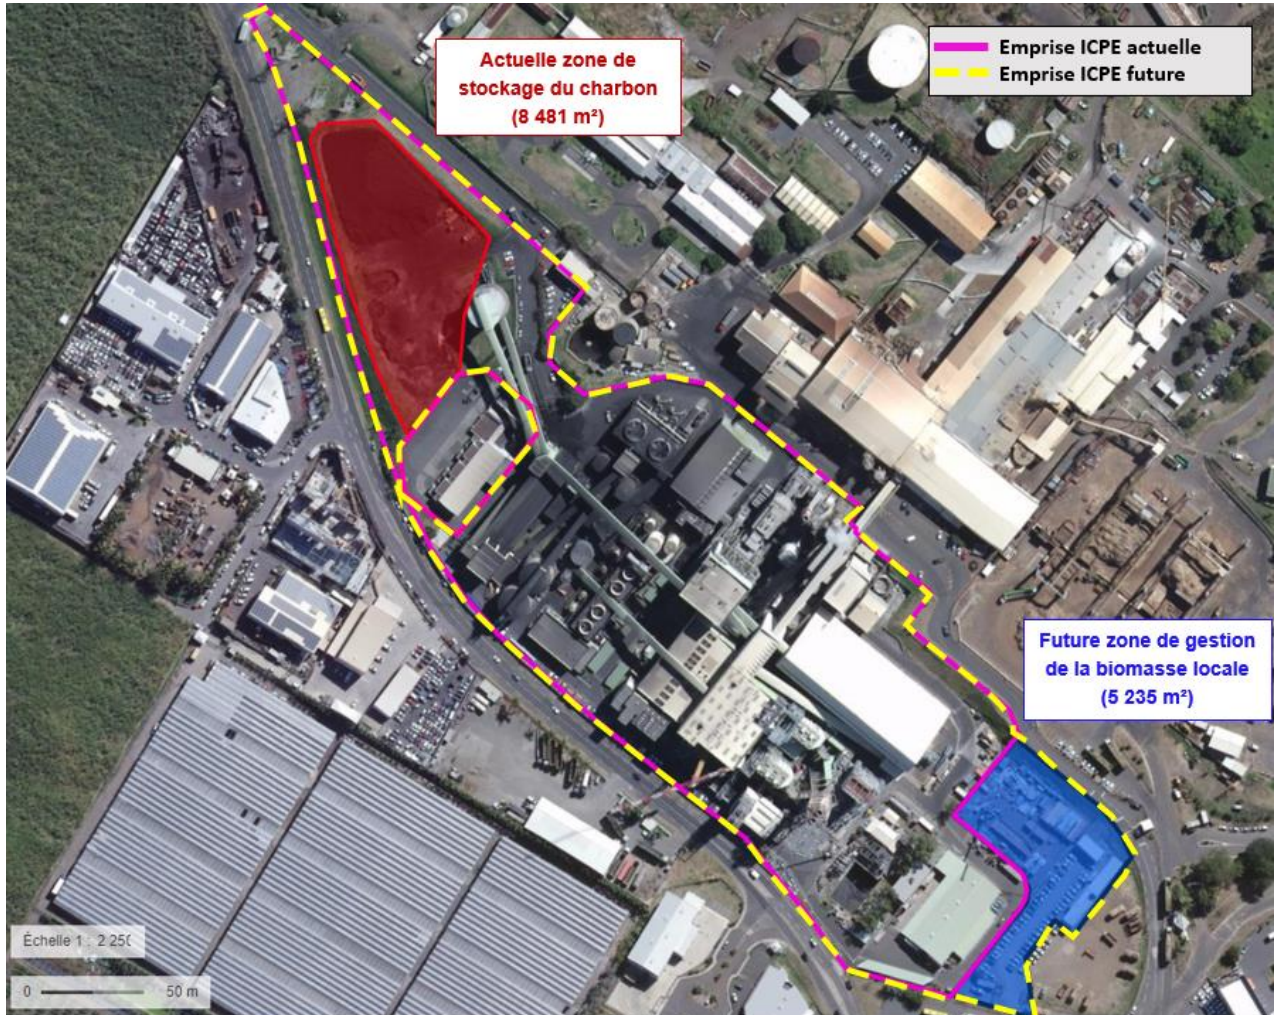 Actuelle zone de
stockage du charbon
(8 481 m²)
Emprise ICPE actuelle
Emprise ICPE future
Future zone de gestion
de la biomasse locale
(5 235 m²)
Échelle 1 : 2 250
0 50 m